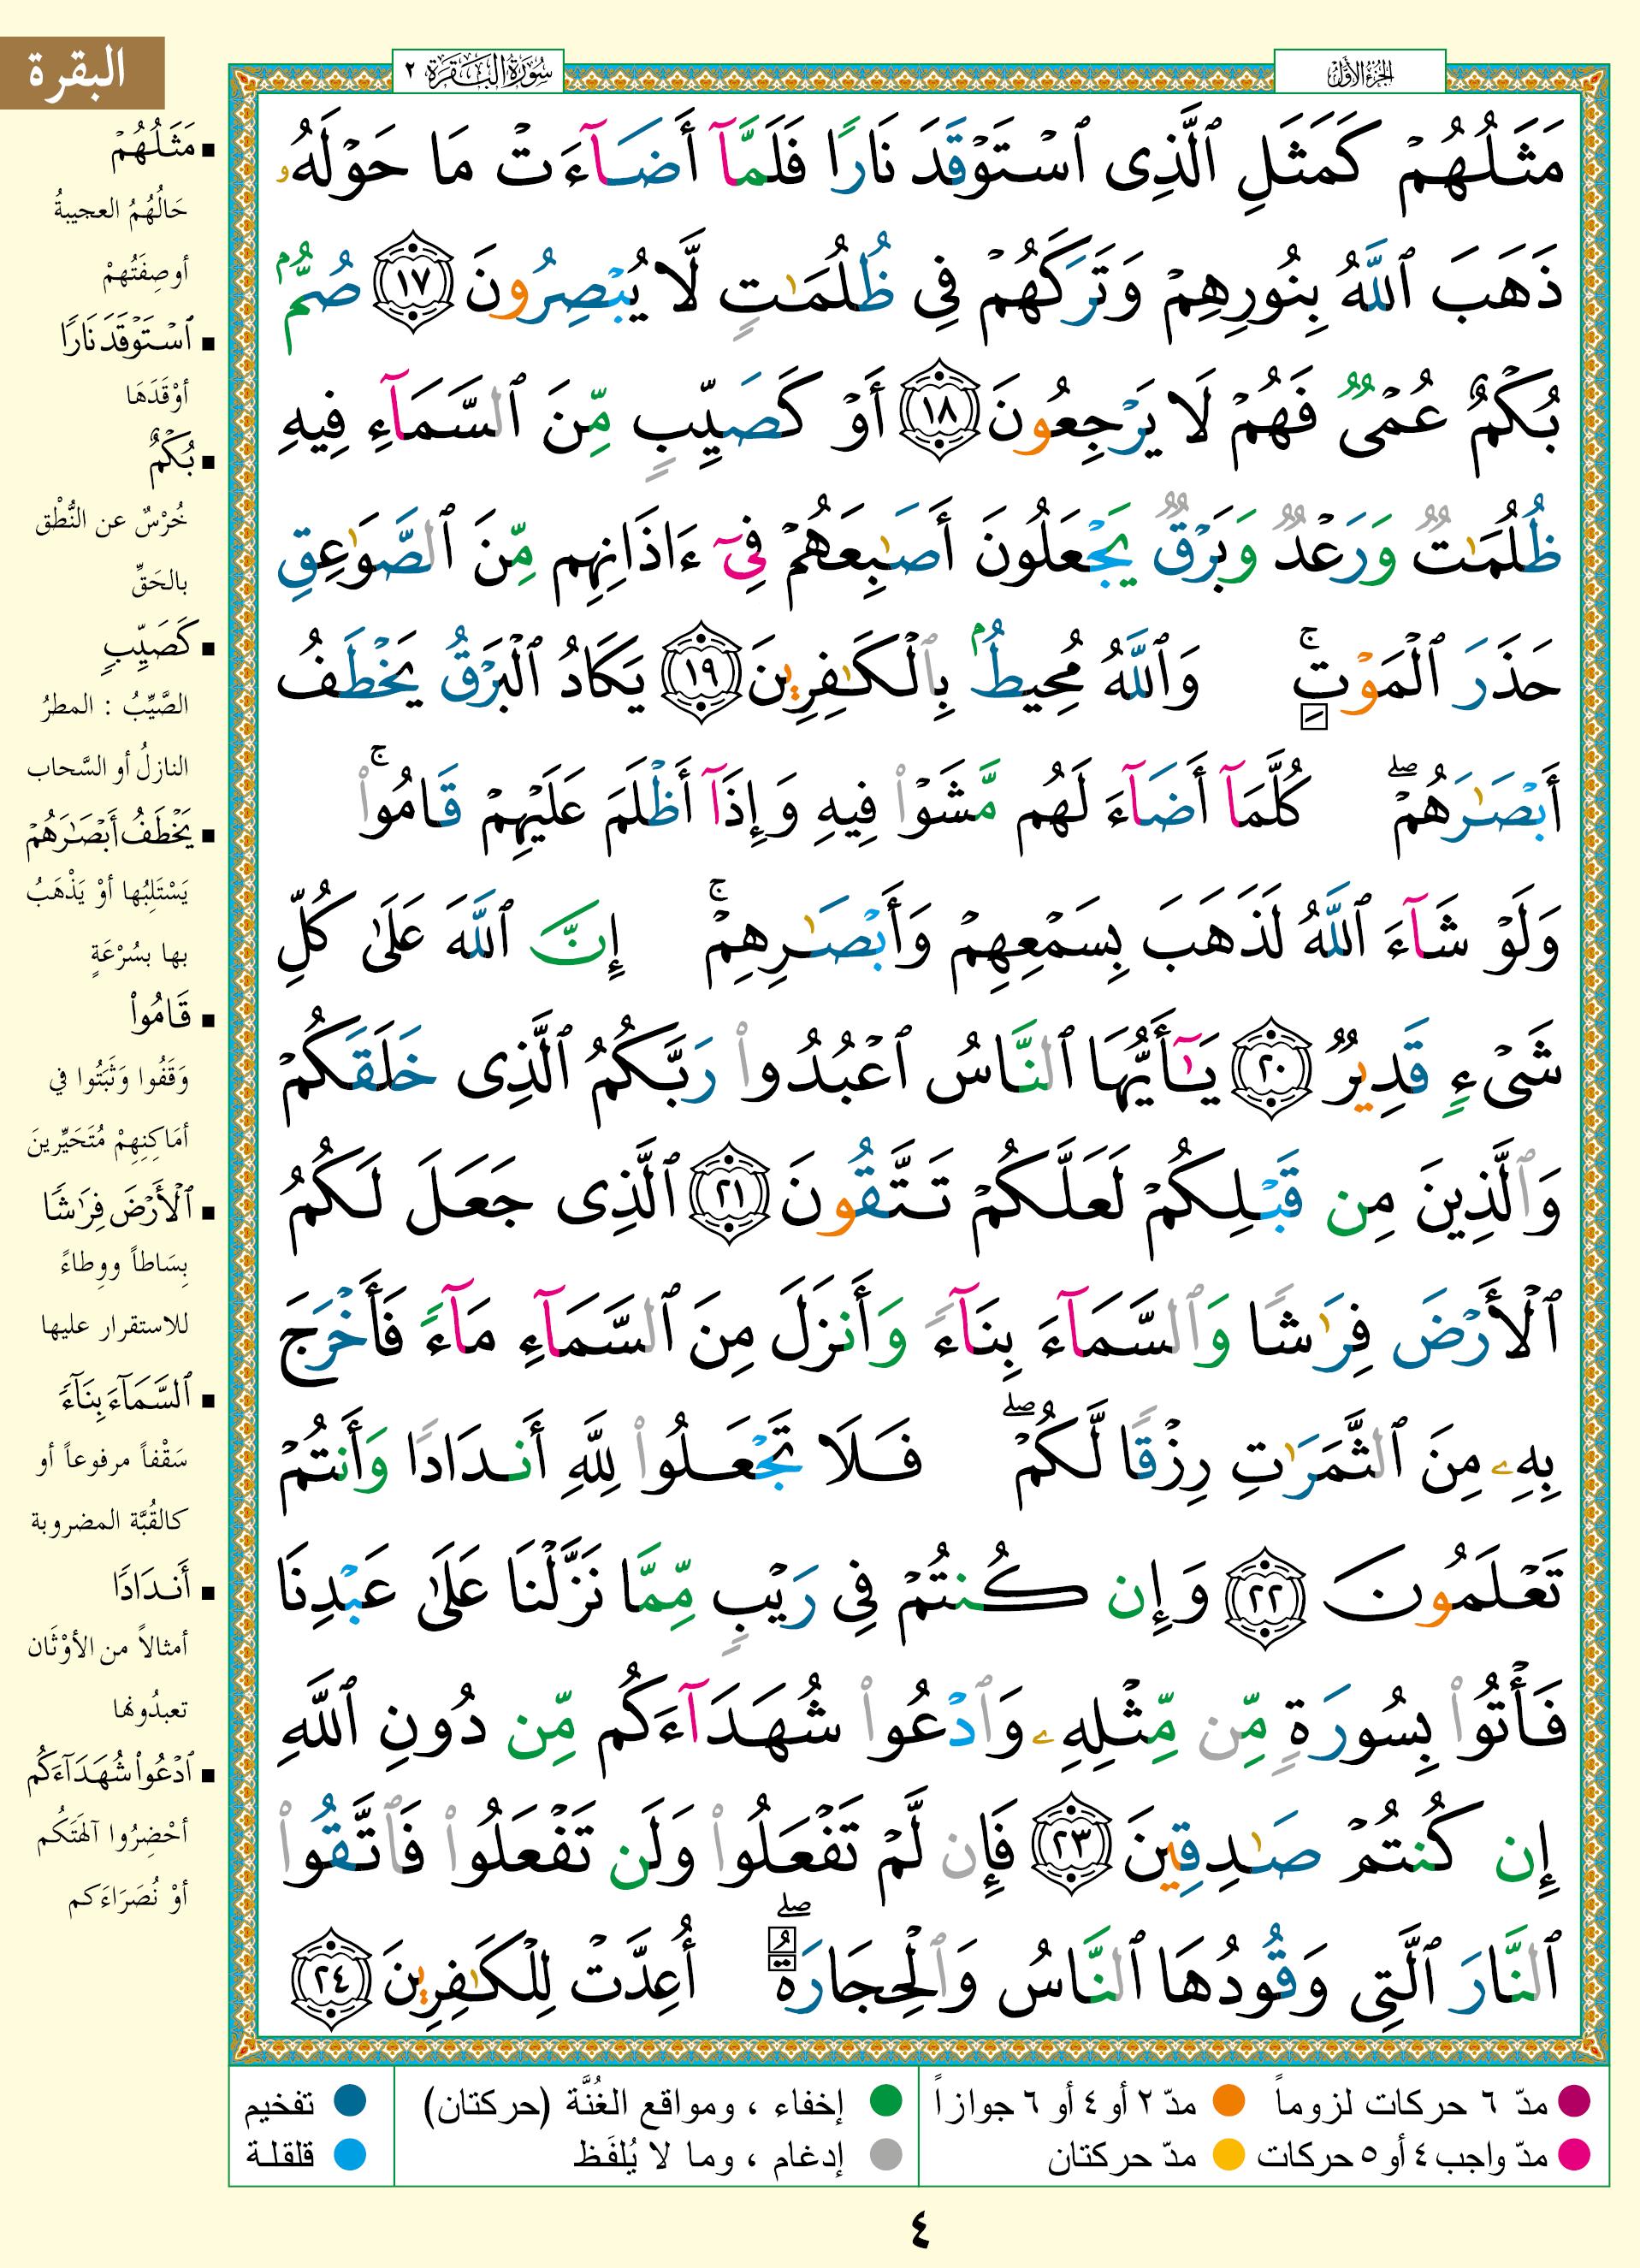 الجزء الأول
سورة البقرة ٢
البقرة
مَثَلُهُمْ كَمَثَلِ ٱلَّذِى ٱسْتَوْقَدَ نَارًا فَلَمَّآ أَضَآءَتْ مَا حَوْلَهُۥ
ذَهَبَ ٱللَّهُ بِنُورِهِمْ وَتَرَكَهُمْ فِى ظُلُمَٰتٍ لَّا يُبْصِرُونَ ١٧ صُمٌّۢ
بُكْمٌ عُمْىٌ فَهُمْ لَا يَرْجِعُونَ ١٨ أَوْ كَصَيِّبٍ مِّنَ ٱلسَّمَآءِ فِيهِ
ظُلُمَٰتٌ وَرَعْدٌ وَبَرْقٌ يَجْعَلُونَ أَصَٰبِعَهُمْ فِىٓ ءَاذَانِهِم مِّنَ ٱلصَّوَٰعِقِ
حَذَرَ ٱلْمَوْتِ ۚ وَٱللَّهُ مُحِيطٌۢ بِٱلْكَٰفِرِينَ ١٩ يَكَادُ ٱلْبَرْقُ يَخْطَفُ
أَبْصَٰرَهُمْ ۖ كُلَّمَآ أَضَآءَ لَهُم مَّشَوْا۟ فِيهِ وَإِذَآ أَظْلَمَ عَلَيْهِمْ قَامُوا۟ ۚ
وَلَوْ شَآءَ ٱللَّهُ لَذَهَبَ بِسَمْعِهِمْ وَأَبْصَٰرِهِمْ ۚ إِنَّ ٱللَّهَ عَلَىٰ كُلِّ
شَىْءٍ قَدِيرٌ ٢٠ يَٰٓأَيُّهَا ٱلنَّاسُ ٱعْبُدُوا۟ رَبَّكُمُ ٱلَّذِى خَلَقَكُمْ
وَٱلَّذِينَ مِن قَبْلِكُمْ لَعَلَّكُمْ تَتَّقُونَ ٢١ ٱلَّذِى جَعَلَ لَكُمُ
ٱلْأَرْضَ فِرَٰشًا وَٱلسَّمَآءَ بِنَآءً وَأَنزَلَ مِنَ ٱلسَّمَآءِ مَآءً فَأَخْرَجَ
بِهِۦ مِنَ ٱلثَّمَرَٰتِ رِزْقًا لَّكُمْ ۖ فَلَا تَجْعَلُوا۟ لِلَّهِ أَندَادًا وَأَنتُمْ
تَعْلَمُونَ ٢٢ وَإِن كُنتُمْ فِى رَيْبٍ مِّمَّا نَزَّلْنَا عَلَىٰ عَبْدِنَا
فَأْتُوا۟ بِسُورَةٍ مِّن مِّثْلِهِۦ وَٱدْعُوا۟ شُهَدَآءَكُم مِّن دُونِ ٱللَّهِ
إِن كُنتُمْ صَٰدِقِينَ ٢٣ فَإِن لَّمْ تَفْعَلُوا۟ وَلَن تَفْعَلُوا۟ فَٱتَّقُوا۟
ٱلنَّارَ ٱلَّتِى وَقُودُهَا ٱلنَّاسُ وَٱلْحِجَارَةُ ۖ أُعِدَّتْ لِلْكَٰفِرِينَ ٢٤
مَثَلُهُمْ
حَالُهُمُ العجيبةُ
أوصِفَتُهمْ
ٱسْتَوْقَدَ نَارًا
أوْقَدَهَا
بُكْمٌ
خُرْسٌ عن النُّطْق
بالحَقِّ
كَصَيِّبٍ
الصَّيِّبُ : المطرُ
النازلُ أو السَّحاب
يَخْطَفُ أَبْصَٰرَهُمْ
يَسْتَلِبُها أوْ يَذْهَبُ
بها بسُرْعَةٍ
قَامُوا۟
وَقَفُوا وَثَبَتُوا في
أمَاكِنِهِمْ مُتَحَيِّرينَ
ٱلْأَرْضَ فِرَٰشًا
بِسَاطاً ووِطاءً
للاستقرار عليها
ٱلسَّمَآءَ بِنَآءً
سَقْفاً مرفوعاً أو
كالقُبَّة المضروبة
أَندَادًا
أمثالاً من الأوْثَان
تعبدُونها
ٱدْعُوا۟ شُهَدَآءَكُم
أحْضِرُوا آلهَتَكُم
أوْ نُصَرَاءَكم
مدّ ٦ حركات لزوماً مدّ ٢ أو ٤ أو ٦ جوازاً إخفاء ، ومواقع الغُنَّة (حركتان) تفخيم
مدّ واجب ٤ أو ٥ حركات مدّ حركتان إدغام ، وما لا يُلفَظ قلقلة
٤